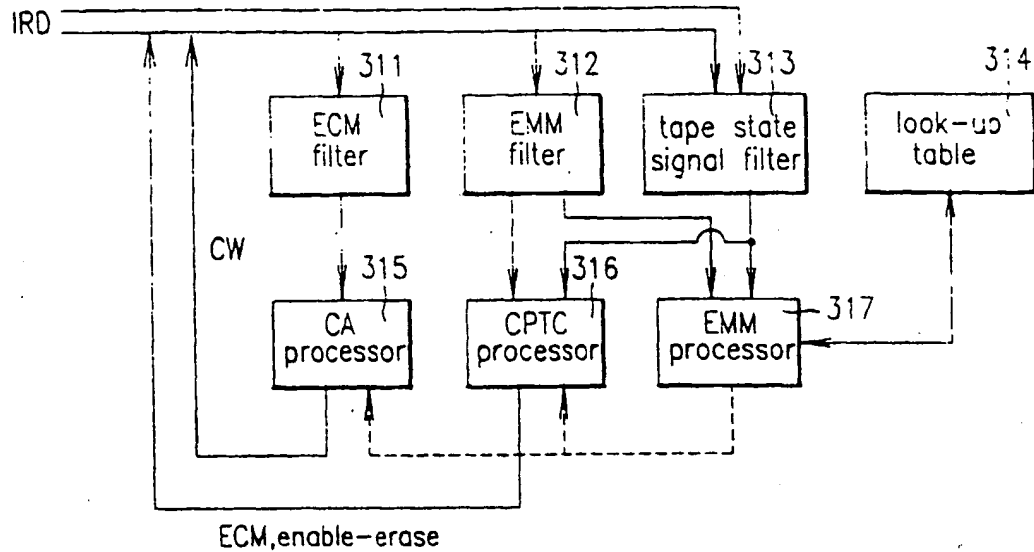 IRD
311
312
313
314
ECM
filter
EMM
filter
tape state
signal filter
look-up
table
CW
315
316
317
CA
processor
CPTC
processor
EMM
processor
ECM,enable-erase